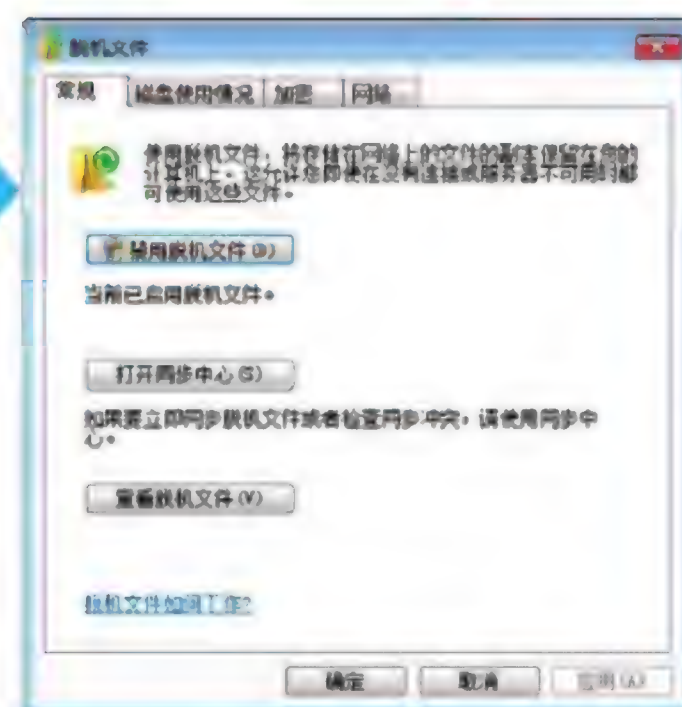 脱机文件
常规 磁盘使用情况 加密 网络
使用脱机文件，将存储在网络上的文件的副本保留在您的
计算机上。这允许您即使在没有连接或服务器不可用时都
可使用这些文件。
禁用脱机文件(D)
当前已启用脱机文件。
打开同步中心(S)
如果要立即同步脱机文件或者检查同步冲突，请使用同步中
心。
查看脱机文件(V)
脱机文件如何工作?
确定 取消 应用(A)